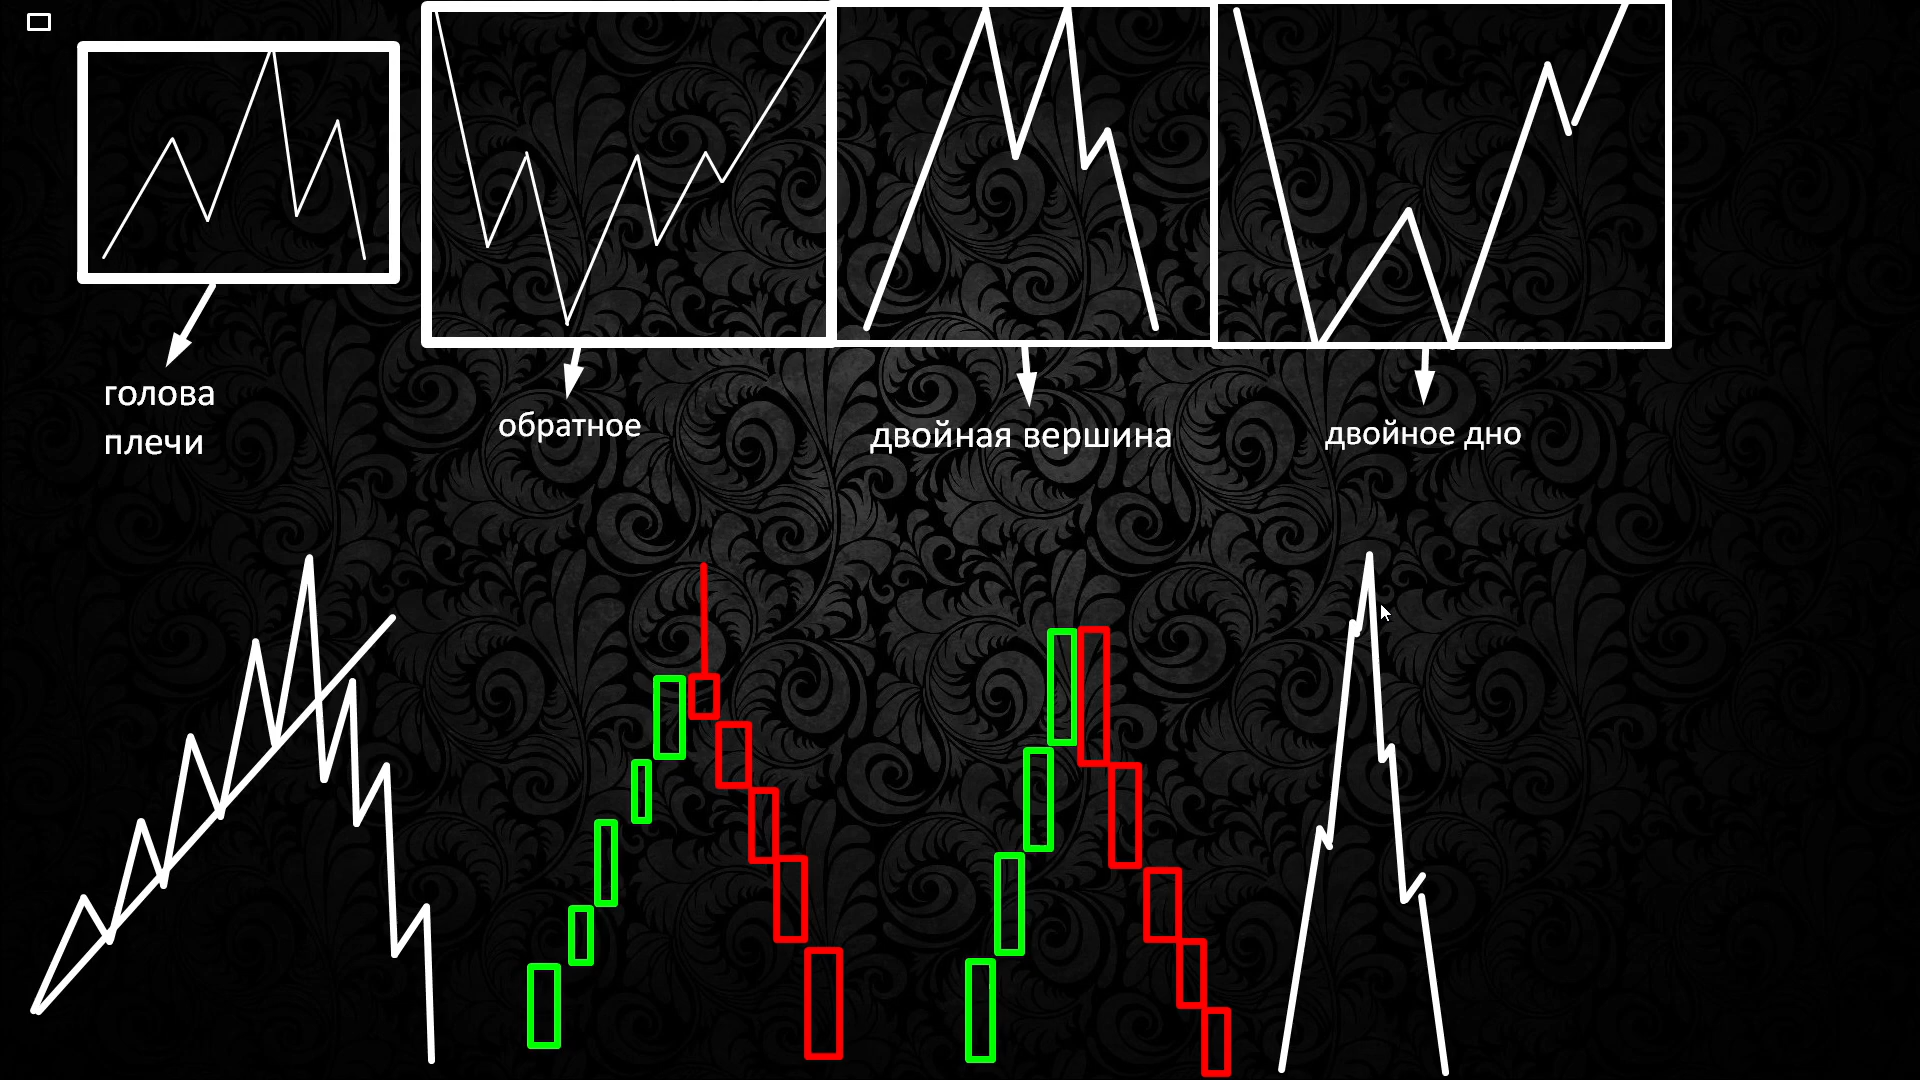 голова
плечи
обратное
двойная вершина
двойное дно